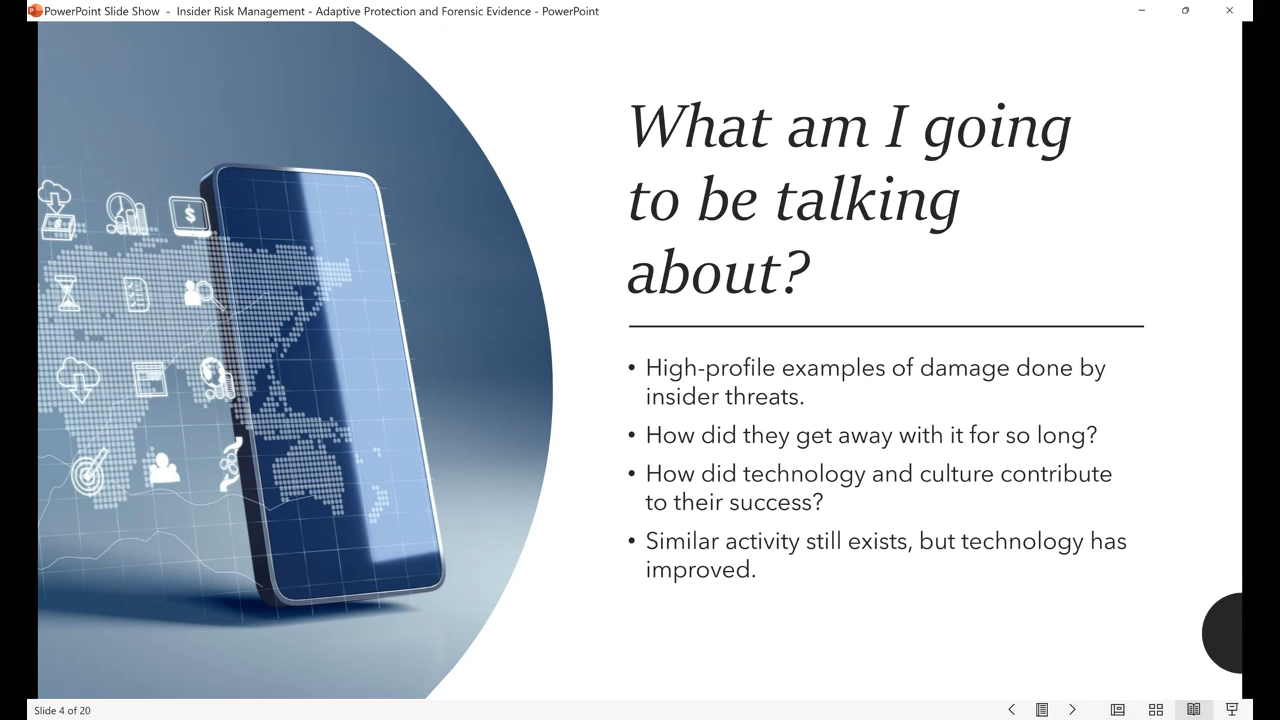 PowerPoint Slide Show - Insider Risk Management - Adaptive Protection and Forensic Evidence - PowerPoint
What am I going
to be talking
about?
• High-profile examples of damage done by
insider threats.
• How did they get away with it for so long?
• How did technology and culture contribute
to their success?
• Similar activity still exists, but technology has
improved.
Slide 4 of 20